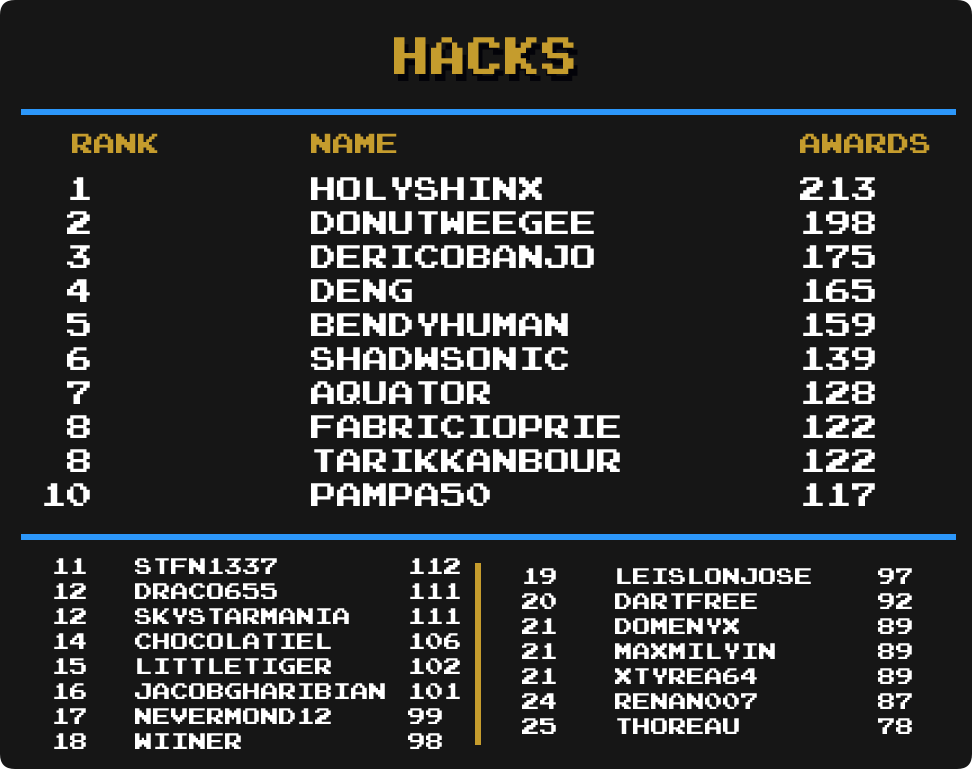 HACKS
RANK NAME AWARDS
1 HOLYSHINX 213
2 DONUTWEEGEE 198
3 DERICOBANJO 175
4 DENG 165
5 BENDYHUMAN 159
6 SHADWSONIC 139
7 AQUATOR 128
8 FABRICIOPRIE 122
8 TARIKKANBOUR 122
10 PAMPA50 117
11 STFN1337 112
12 DRACO655 111
12 SKYSTARMANIA 111
14 CHOCOLATIEL 106
15 LITTLETIGER 102
16 JACOBGHARIBIAN 101
17 NEVERMOND12 99
18 WIINER 98
19 LEISLONJOSE 97
20 DARTFREE 92
21 DOMENYX 89
21 MAXMILYIN 89
21 XTYREA64 89
24 RENAN007 87
25 THOREAU 78